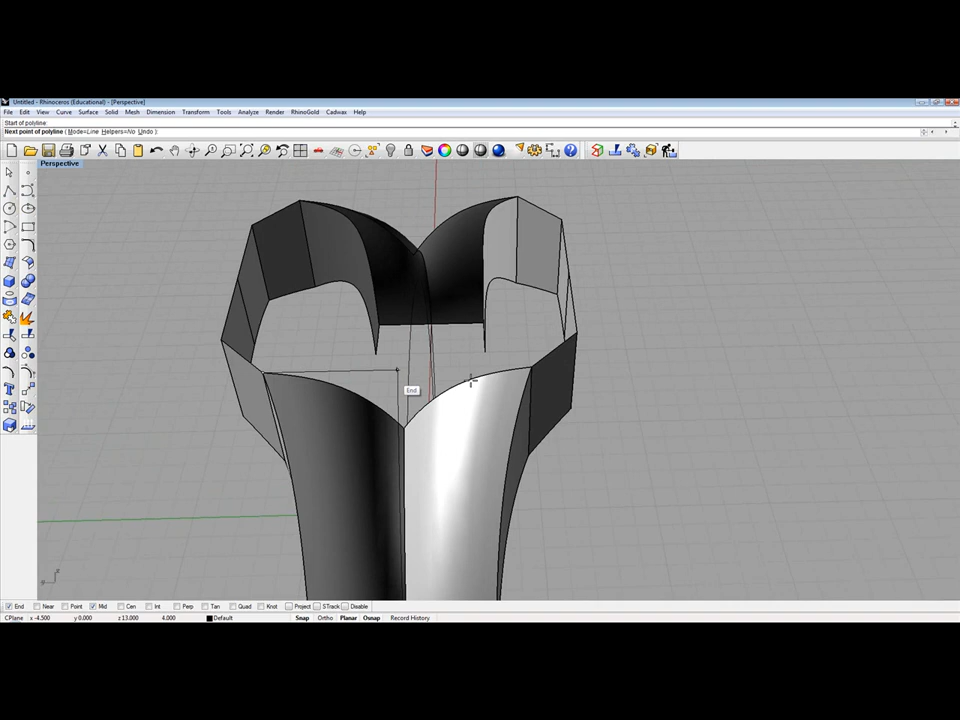 Untitled - Rhinoceros (Educational) - [Perspective]
File Edit View Curve Surface Solid Mesh Dimension Transform Tools Analyze Render RhinoGold Cadwax Help
Start of polyline:
Next point of polyline ( Mode=Line Helpers=No Undo ):
Perspective
End
End Near Point Mid Cen Int Perp Tan Quad Knot Project STrack Disable
CPlane x -4.500 y 0.000 z 13.000 4.000 Default Snap Ortho Planar Osnap Record History